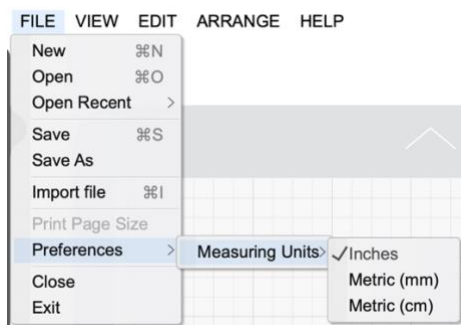 FILE VIEW EDIT ARRANGE HELP
New ⌘N
Open ⌘O
Open Recent >
Save ⌘S
Save As
Import file ⌘I
Print Page Size
Preferences > Measuring Units> ✓Inches
Metric (mm)
Close
Metric (cm)
Exit